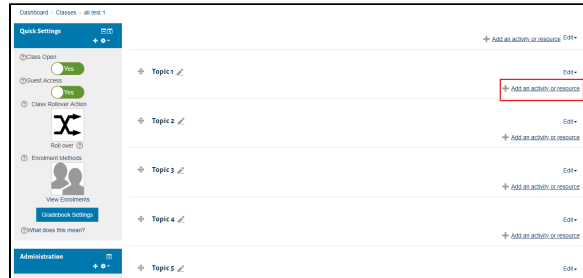 Dashboard › Classes › ali test 1
Quick Settings
Add an activity or resource Edit
Class Open
Yes
Guest Access
Yes
Class Rollover Action
Roll over
Enrolment Methods
View Enrolments
Gradebook Settings
What does this mean?
Administration
Topic 1 Edit
Add an activity or resource
Topic 2 Edit
Add an activity or resource
Topic 3 Edit
Add an activity or resource
Topic 4 Edit
Add an activity or resource
Topic 5 Edit